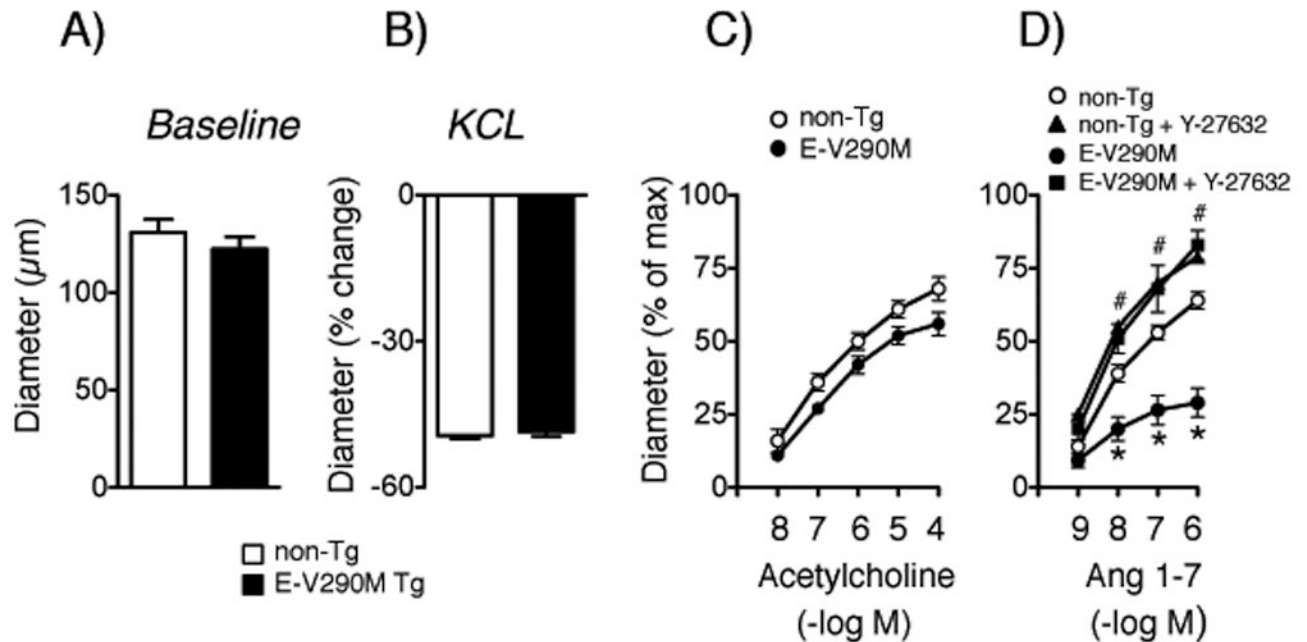 A)
Baseline
Diameter (µm)
150
100
50
0
B)
KCL
Diameter (% change)
0
-30
-60
non-Tg
E-V290M Tg
C)
non-Tg
E-V290M
Diameter (% of max)
100
75
50
25
0
8 7 6 5 4
Acetylcholine
(-log M)
D)
non-Tg
non-Tg + Y-27632
E-V290M
E-V290M + Y-27632
100
75
50
25
0
# # #
* * *
9 8 7 6
Ang 1-7
(-log M)